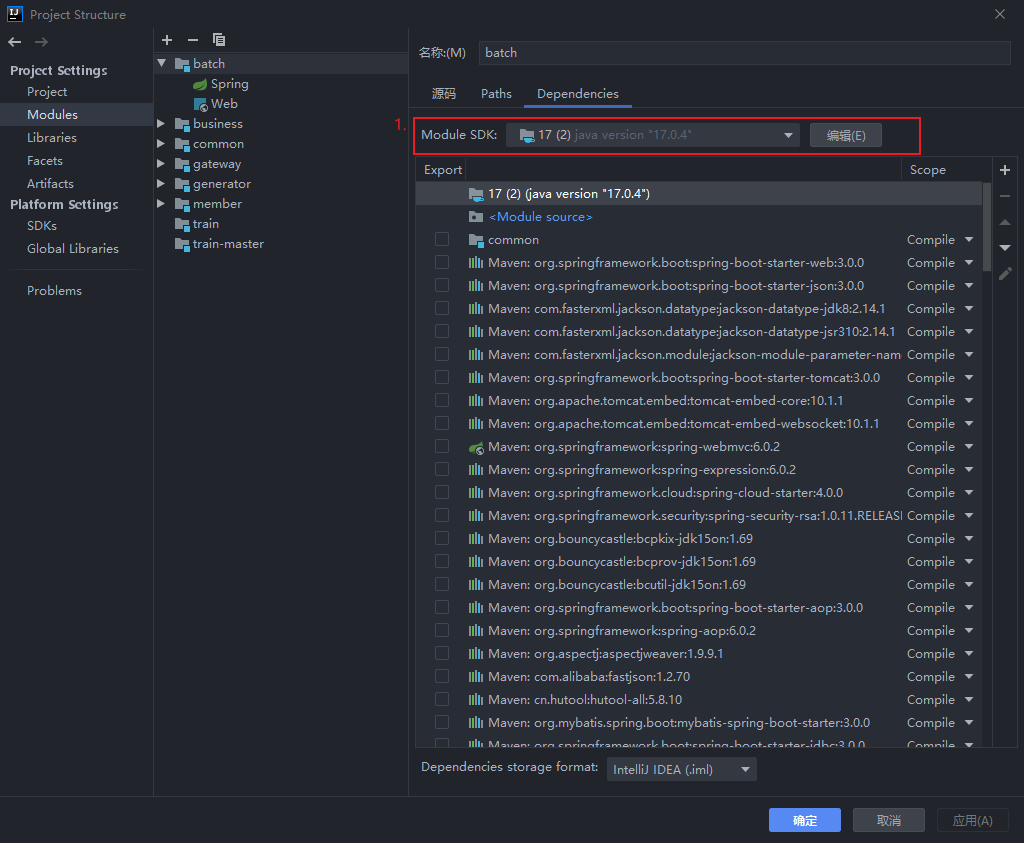 Project Structure
Project Settings
Project
Modules
Libraries
Facets
Artifacts
Platform Settings
SDKs
Global Libraries
Problems
batch
Spring
Web
business
common
gateway
generator
member
train
train-master
名称:(M) batch
源码 Paths Dependencies
1.
Module SDK: 17 (2) java version "17.0.4" 编辑(E)
Export Scope
17 (2) (java version "17.0.4")
<Module source>
common Compile
Maven: org.springframework.boot:spring-boot-starter-web:3.0.0 Compile
Maven: org.springframework.boot:spring-boot-starter-json:3.0.0 Compile
Maven: com.fasterxml.jackson.datatype:jackson-datatype-jdk8:2.14.1 Compile
Maven: com.fasterxml.jackson.datatype:jackson-datatype-jsr310:2.14.1 Compile
Maven: com.fasterxml.jackson.module:jackson-module-parameter-nam Compile
Maven: org.springframework.boot:spring-boot-starter-tomcat:3.0.0 Compile
Maven: org.apache.tomcat.embed:tomcat-embed-core:10.1.1 Compile
Maven: org.apache.tomcat.embed:tomcat-embed-websocket:10.1.1 Compile
Maven: org.springframework:spring-webmvc:6.0.2 Compile
Maven: org.springframework:spring-expression:6.0.2 Compile
Maven: org.springframework.cloud:spring-cloud-starter:4.0.0 Compile
Maven: org.springframework.security:spring-security-rsa:1.0.11.RELEAS Compile
Maven: org.bouncycastle:bcpkix-jdk15on:1.69 Compile
Maven: org.bouncycastle:bcprov-jdk15on:1.69 Compile
Maven: org.bouncycastle:bcutil-jdk15on:1.69 Compile
Maven: org.springframework.boot:spring-boot-starter-aop:3.0.0 Compile
Maven: org.springframework:spring-aop:6.0.2 Compile
Maven: org.aspectj:aspectjweaver:1.9.9.1 Compile
Maven: com.alibaba:fastjson:1.2.70 Compile
Maven: cn.hutool:hutool-all:5.8.10 Compile
Maven: org.mybatis.spring.boot:mybatis-spring-boot-starter:3.0.0 Compile
Maven: org.springframework.boot:spring-boot-starter-jdbc:3.0.0 Compile
Dependencies storage format: IntelliJ IDEA (.iml)
确定 取消 应用(A)